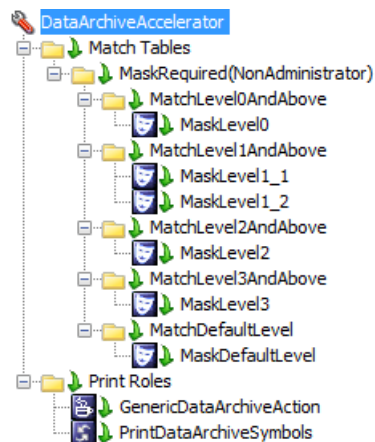 DataArchiveAccelerator
Match Tables
MaskRequired(NonAdministrator)
MatchLevel0AndAbove
MaskLevel0
MatchLevel1AndAbove
MaskLevel1_1
MaskLevel1_2
MatchLevel2AndAbove
MaskLevel2
MatchLevel3AndAbove
MaskLevel3
MatchDefaultLevel
MaskDefaultLevel
Print Roles
GenericDataArchiveAction
PrintDataArchiveSymbols